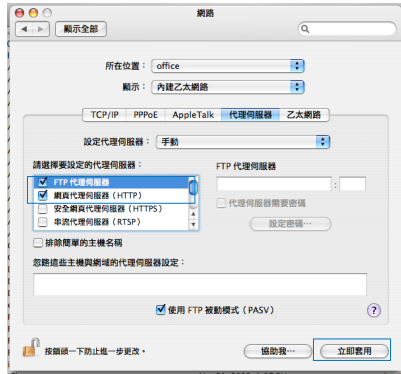 網路
顯示全部
所在位置： office
顯示： 內建乙太網路
TCP/IP PPPoE AppleTalk 代理伺服器 乙太網路
設定代理伺服器： 手動
請選擇要設定的代理伺服器：
FTP 代理伺服器
網頁代理伺服器（HTTP）
安全網頁代理伺服器（HTTPS）
串流代理伺服器（RTSP）
FTP 代理伺服器
:
代理伺服器需要密碼
設定密碼…
排除簡單的主機名稱
忽略這些主機與網域的代理伺服器設定：
使用 FTP 被動模式（PASV）
?
按鎖頭一下防止進一步更改。
協助我…
立即套用